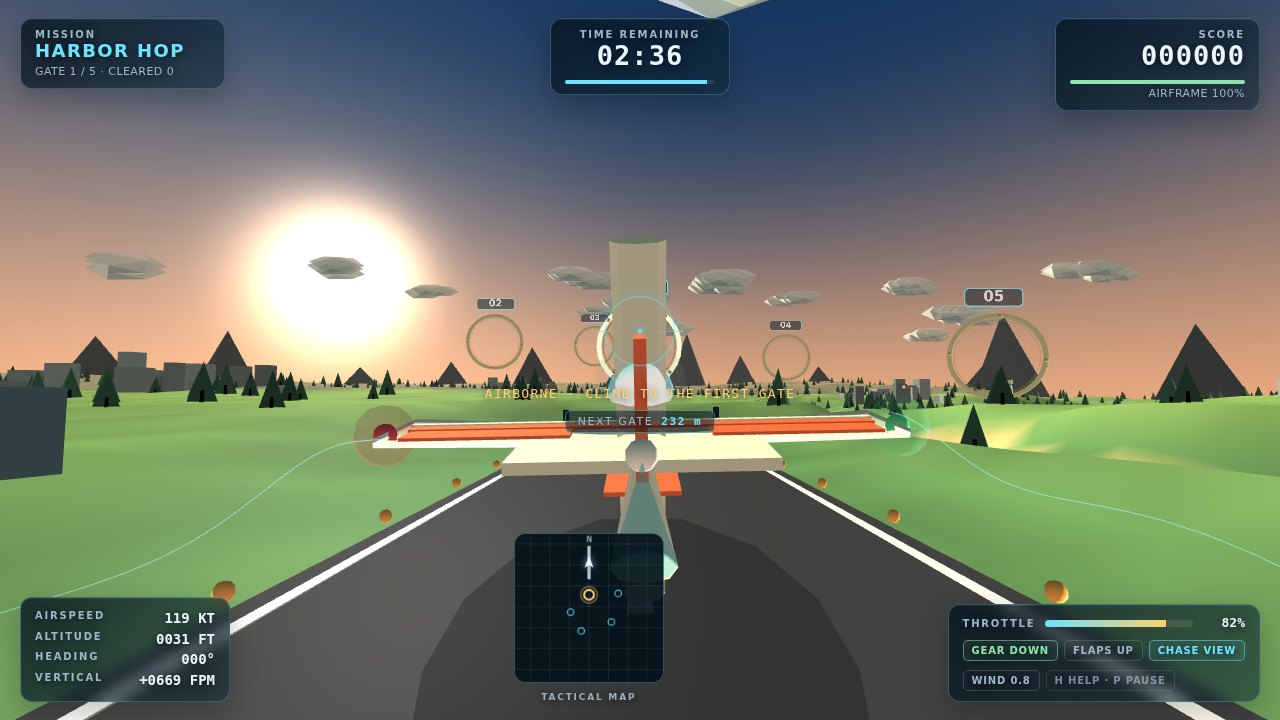 MISSION
HARBOR HOP
GATE 1 / 5 · CLEARED 0
TIME REMAINING
02:36
SCORE
000000
AIRFRAME 100%
02
03
04
05
AIRBORNE · CLIMB TO THE FIRST GATE
NEXT GATE 232 m
N
TACTICAL MAP
AIRSPEED 119 KT
ALTITUDE 0031 FT
HEADING 000°
VERTICAL +0669 FPM
THROTTLE 82%
GEAR DOWN FLAPS UP CHASE VIEW
WIND 0.8 H HELP · P PAUSE